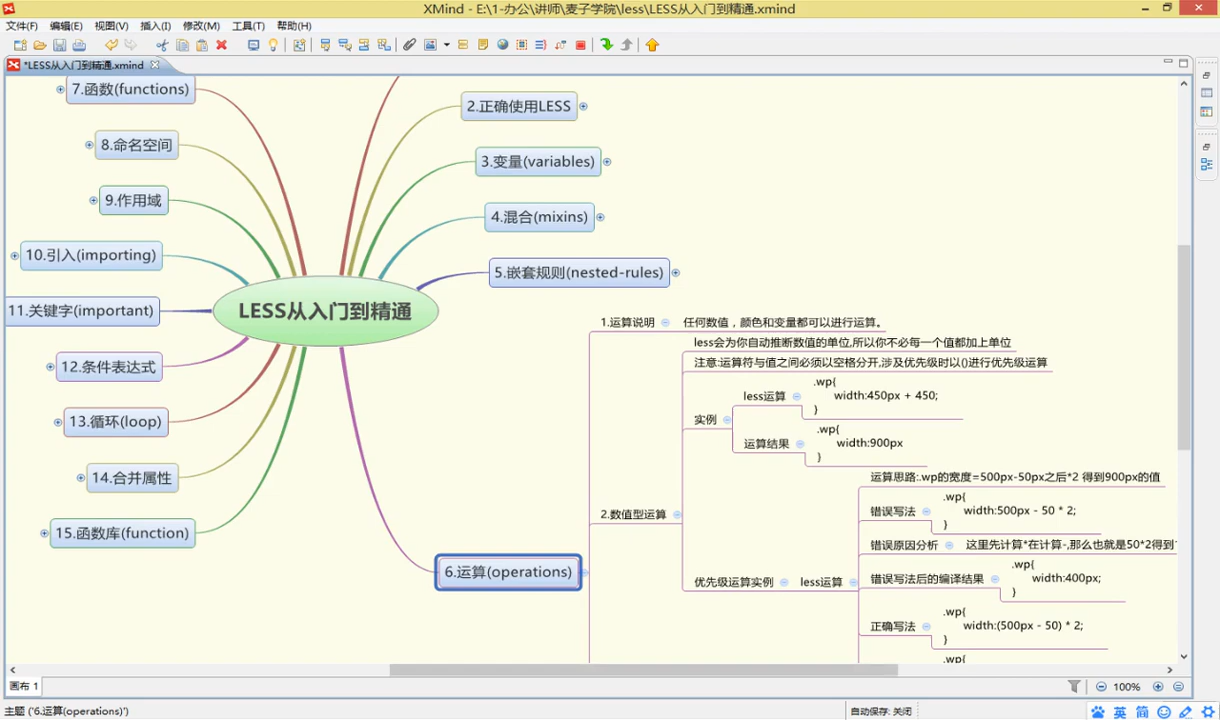 XMind - E:\1-办公\讲师\麦子学院\less\LESS从入门到精通.xmind
文件(F) 编辑(E) 视图(V) 插入(I) 修改(M) 工具(T) 帮助(H)
*LESS从入门到精通.xmind
7.函数(functions)
8.命名空间
9.作用域
10.引入(importing)
11.关键字(important)
12.条件表达式
13.循环(loop)
14.合并属性
15.函数库(function)
LESS从入门到精通
2.正确使用LESS
3.变量(variables)
4.混合(mixins)
5.嵌套规则(nested-rules)
6.运算(operations)
1.运算说明
任何数值，颜色和变量都可以进行运算。
2.数值型运算
less会为你自动推断数值的单位,所以你不必每一个值都加上单位
注意:运算符与值之间必须以空格分开,涉及优先级时以()进行优先级运算
实例
less运算
.wp{
width:450px + 450;
}
运算结果
.wp{
width:900px
}
优先级运算实例
less运算
运算思路:.wp的宽度=500px-50px之后*2 得到900px的值
错误写法
.wp{
width:500px - 50 * 2;
}
错误原因分析
这里先计算*在计算-,那么也就是50*2得到
错误写法后的编译结果
.wp{
width:400px;
}
正确写法
.wp{
width:(500px - 50) * 2;
}
.wp{
画布 1
100%
主题 ('6.运算(operations)')
自动保存: 关闭
英 简